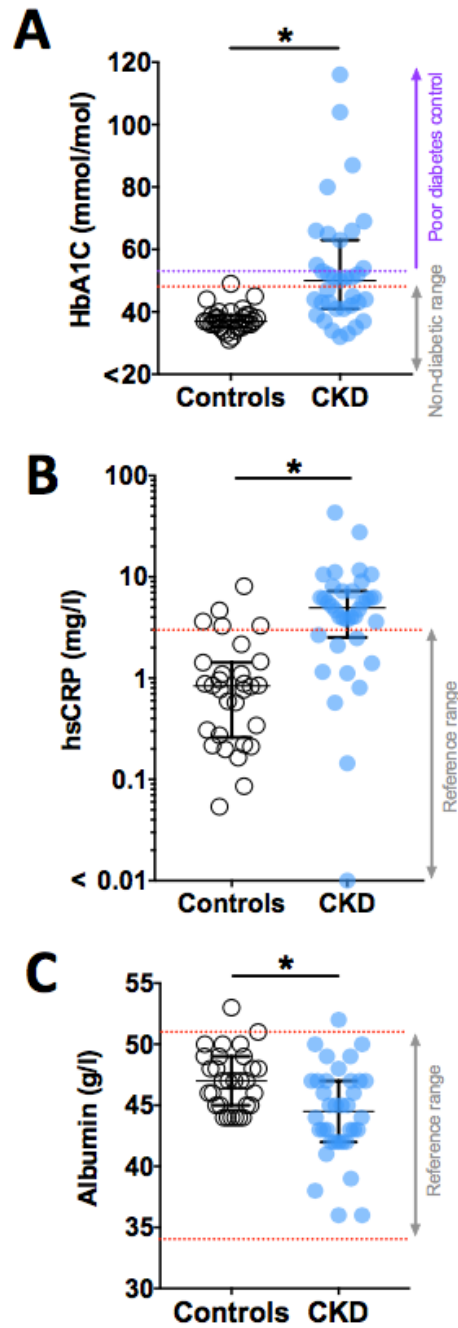 A
*
HbA1C (mmol/mol)
120
100
80
60
40
<20
Controls
CKD
Poor diabetes control
Non-diabetic range
B
*
hsCRP (mg/l)
100
10
1
0.1
< 0.01
Controls
CKD
Reference range
C
*
Albumin (g/l)
55
50
45
40
35
30
Controls
CKD
Reference range